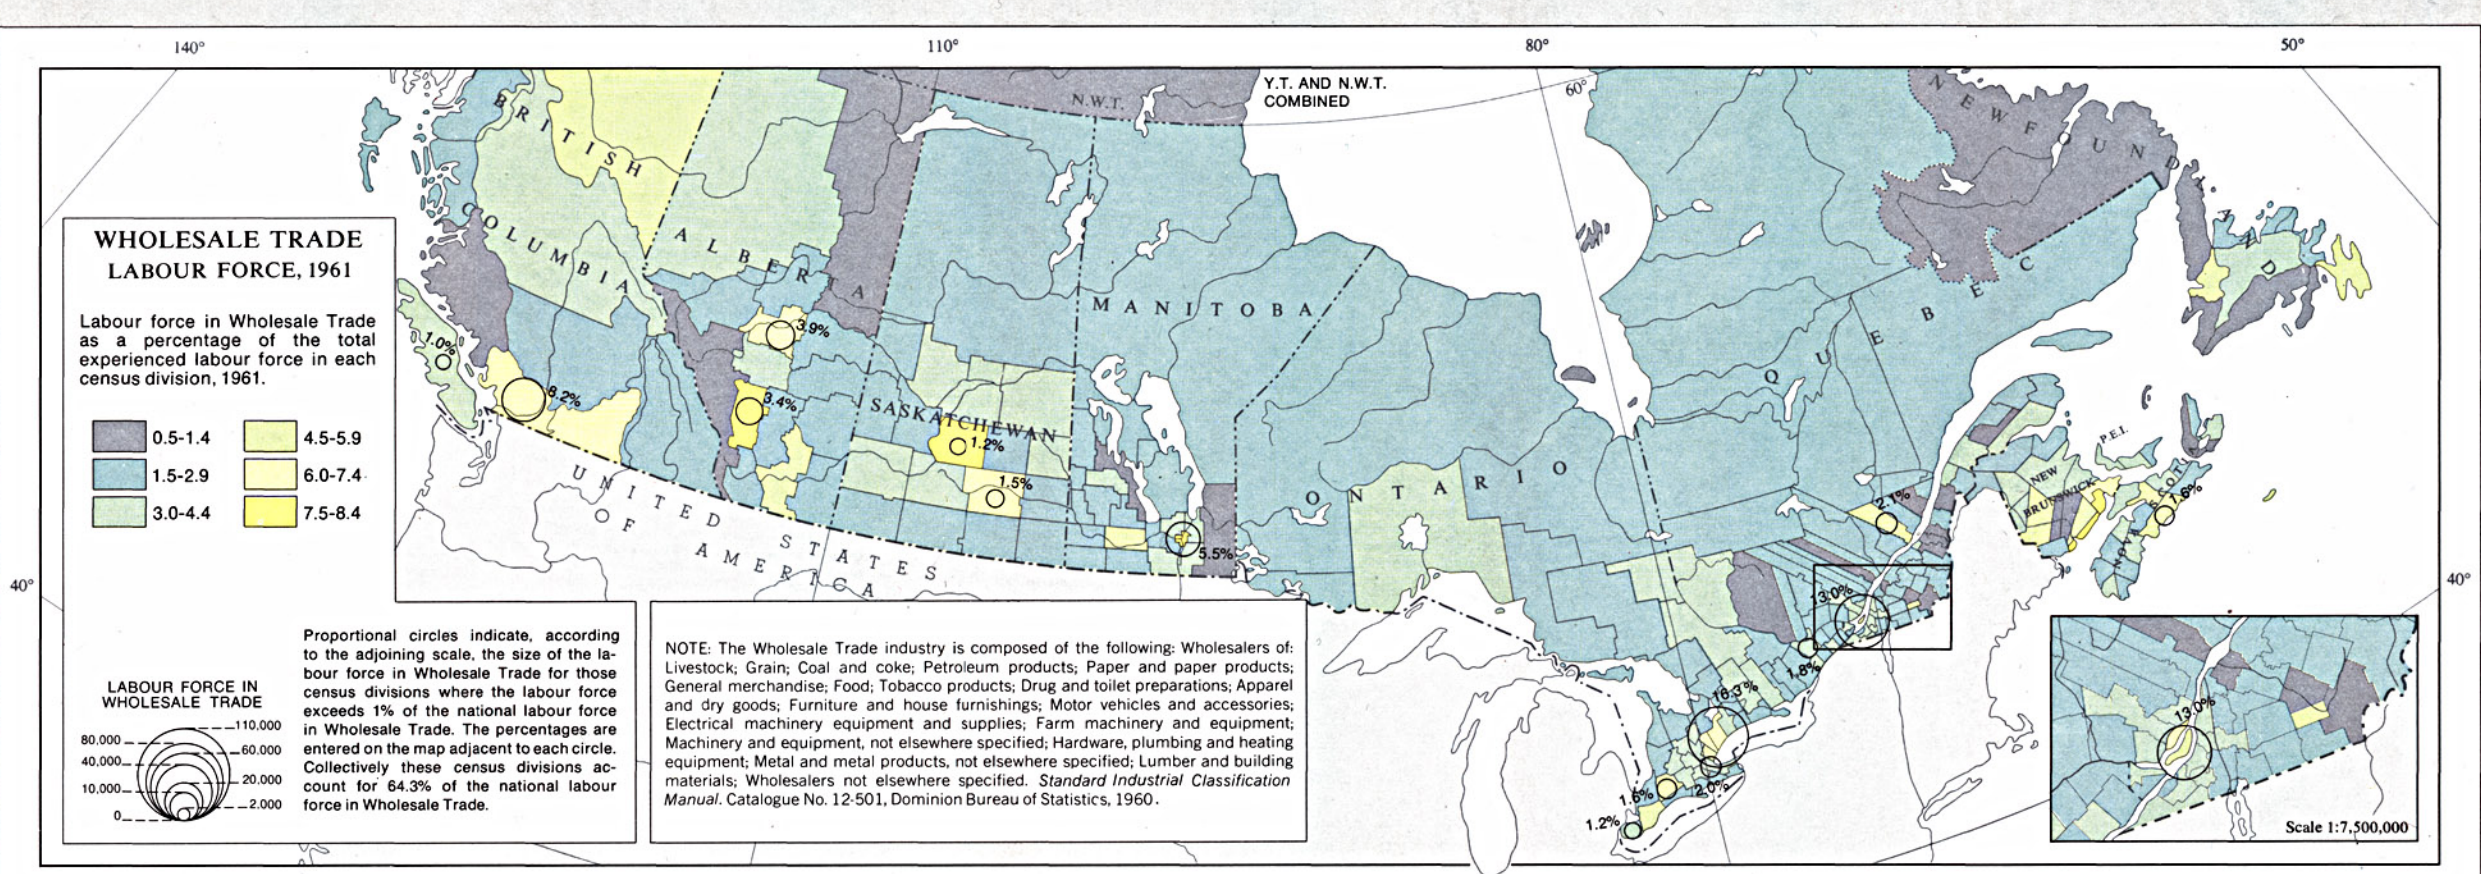 140°
110°
80°
50°
Y.T. AND N.W.T.
COMBINED
60°
N.W.T.
NEWFOUNDLAND
BRITISH
COLUMBIA
ALBERTA
SASKATCHEWAN
MANITOBA
ONTARIO
QUEBEC
P.E.I.
NEW
BRUNSWICK
UNITED STATES
OF AMERICA
40°
40°
WHOLESALE TRADE
LABOUR FORCE, 1961
Labour force in Wholesale Trade
as a percentage of the total
experienced labour force in each
census division, 1961.
0.5-1.4
4.5-5.9
1.5-2.9
6.0-7.4
3.0-4.4
7.5-8.4
1.0%
8.2%
3.9%
3.4%
1.2%
1.5%
5.5%
2.1%
1.6%
13.0%
1.8%
16.3%
2.0%
1.6%
1.2%
LABOUR FORCE IN
WHOLESALE TRADE
110,000
80,000
60,000
40,000
20,000
10,000
2,000
0
Proportional circles indicate, according
to the adjoining scale, the size of the la-
bour force in Wholesale Trade for those
census divisions where the labour force
exceeds 1% of the national labour force
in Wholesale Trade. The percentages are
entered on the map adjacent to each circle.
Collectively these census divisions ac-
count for 64.3% of the national labour
force in Wholesale Trade.
NOTE: The Wholesale Trade industry is composed of the following: Wholesalers of:
Livestock; Grain; Coal and coke; Petroleum products; Paper and paper products;
General merchandise; Food; Tobacco products; Drug and toilet preparations; Apparel
and dry goods; Furniture and house furnishings; Motor vehicles and accessories;
Electrical machinery equipment and supplies; Farm machinery and equipment;
Machinery and equipment, not elsewhere specified; Hardware, plumbing and heating
equipment; Metal and metal products, not elsewhere specified; Lumber and building
materials; Wholesalers not elsewhere specified. Standard Industrial Classification
Manual. Catalogue No. 12-501, Dominion Bureau of Statistics, 1960.
13.0%
Scale 1:7,500,000